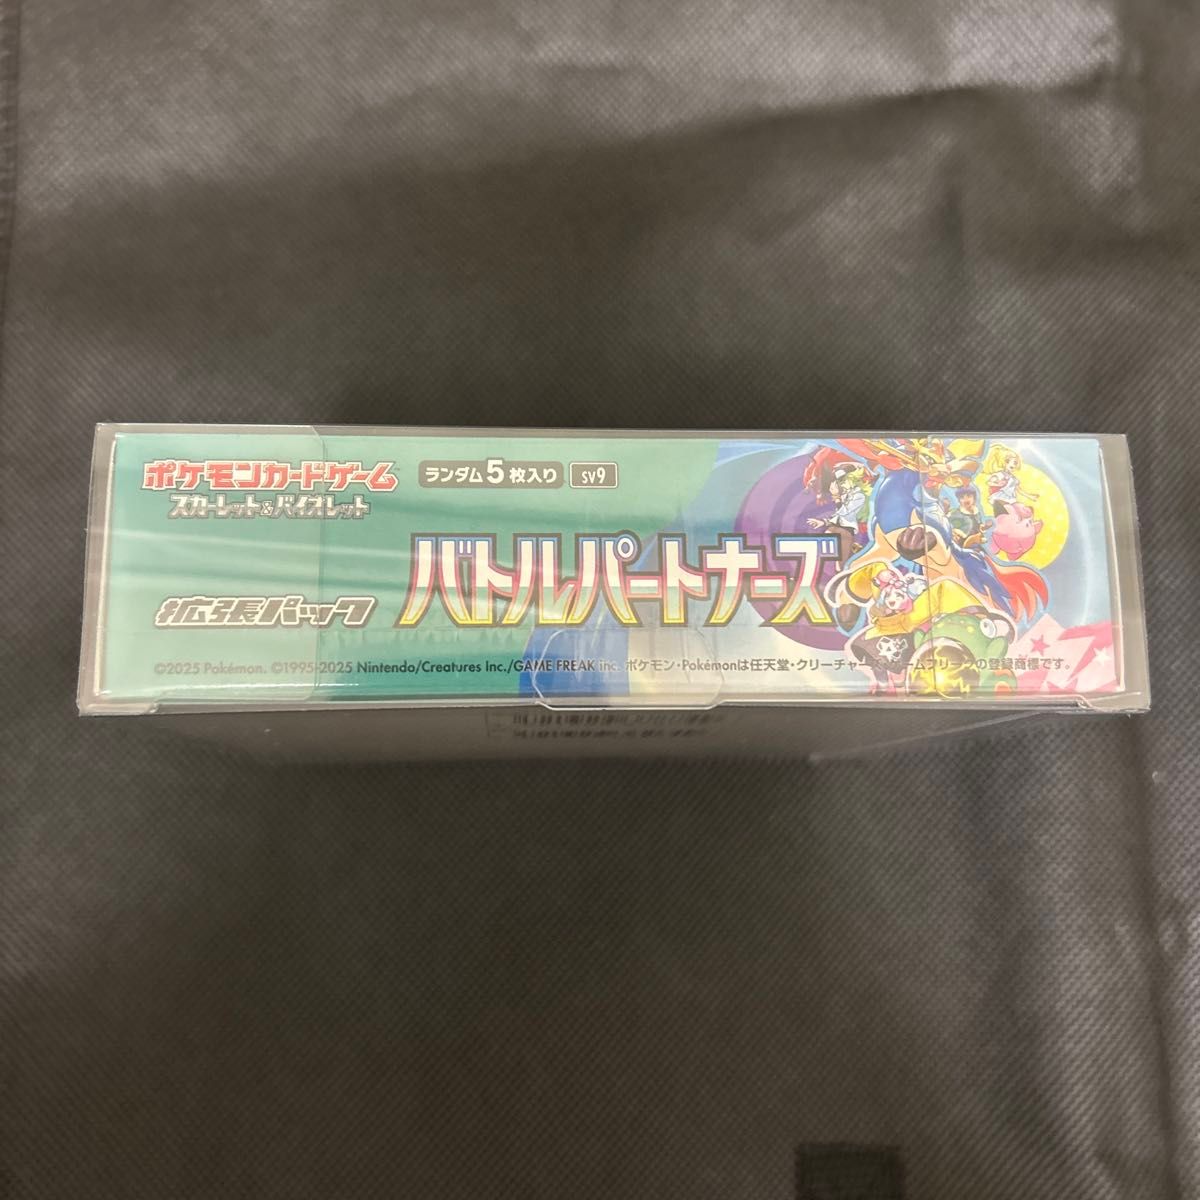 ポケモンカードゲーム™
スカーレット&バイオレット
ランダム5枚入り
SV9
バトルパートナーズ
拡張パック
©2025 Pokémon. ©1995-2025 Nintendo/Creatures Inc./GAME FREAK inc. ポケモン・Pokémonは任天堂・クリーチャーズ・ゲームフリークの登録商標です。